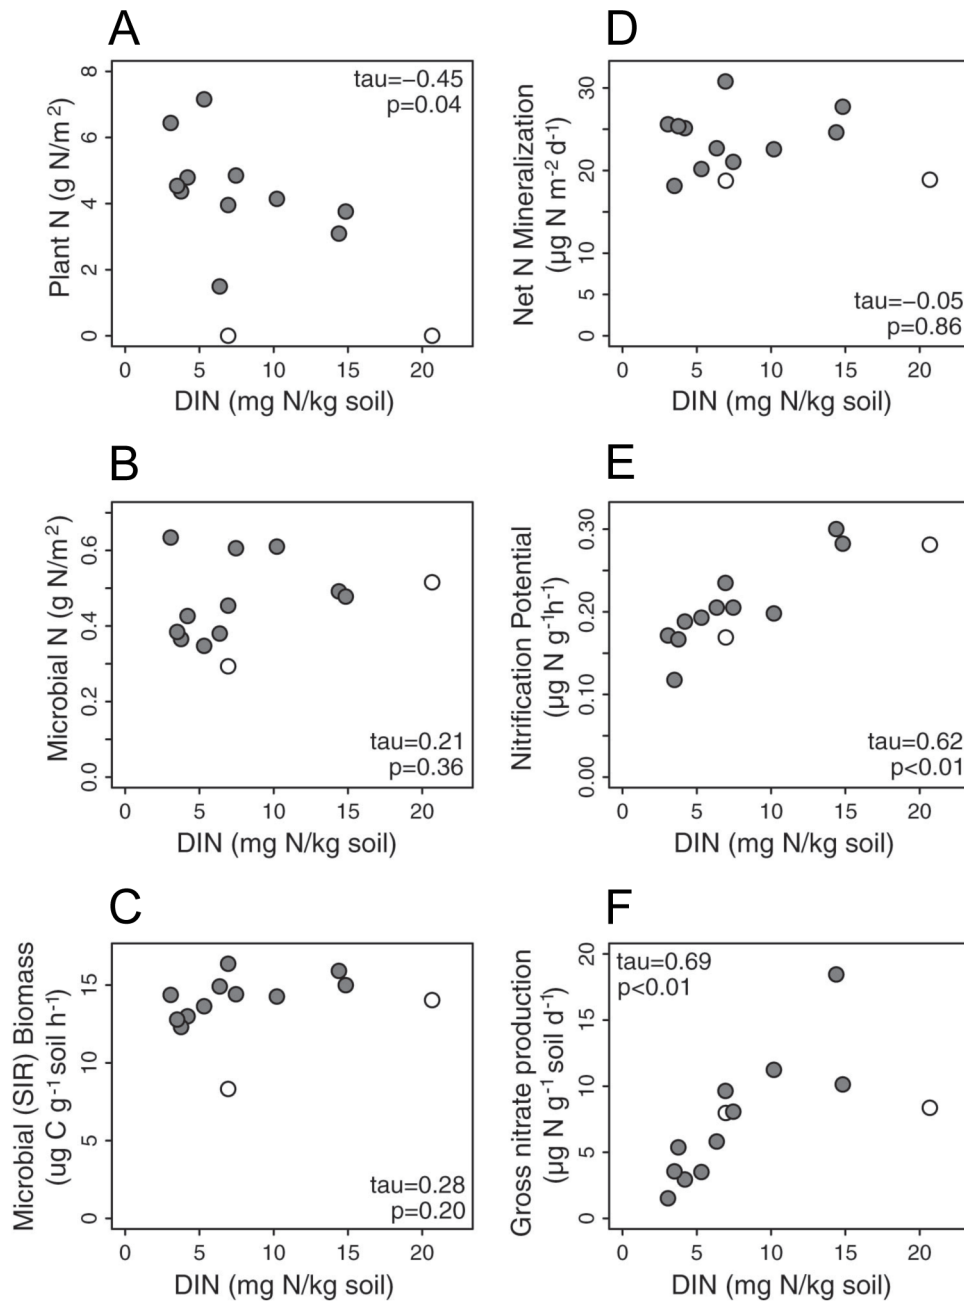 A
tau=−0.45
p=0.04
Plant N (g N/m²)
8
6
4
2
0
0 5 10 15 20
DIN (mg N/kg soil)
D
Net N Mineralization
(µg N m⁻² d⁻¹)
30
20
10
5
0
tau=−0.05
p=0.86
0 5 10 15 20
DIN (mg N/kg soil)
B
Microbial N (g N/m²)
0.6
0.4
0.2
0.0
tau=0.21
p=0.36
0 5 10 15 20
DIN (mg N/kg soil)
E
Nitrification Potential
(µg N g⁻¹h⁻¹)
0.30
0.20
0.10
0.00
tau=0.62
p<0.01
0 5 10 15 20
DIN (mg N/kg soil)
C
Microbial (SIR) Biomass
(ug C g⁻¹ soil h⁻¹)
15
10
5
0
tau=0.28
p=0.20
0 5 10 15 20
DIN (mg N/kg soil)
F
tau=0.69
p<0.01
Gross nitrate production
(µg N g⁻¹ soil d⁻¹)
20
15
10
5
0
0 5 10 15 20
DIN (mg N/kg soil)